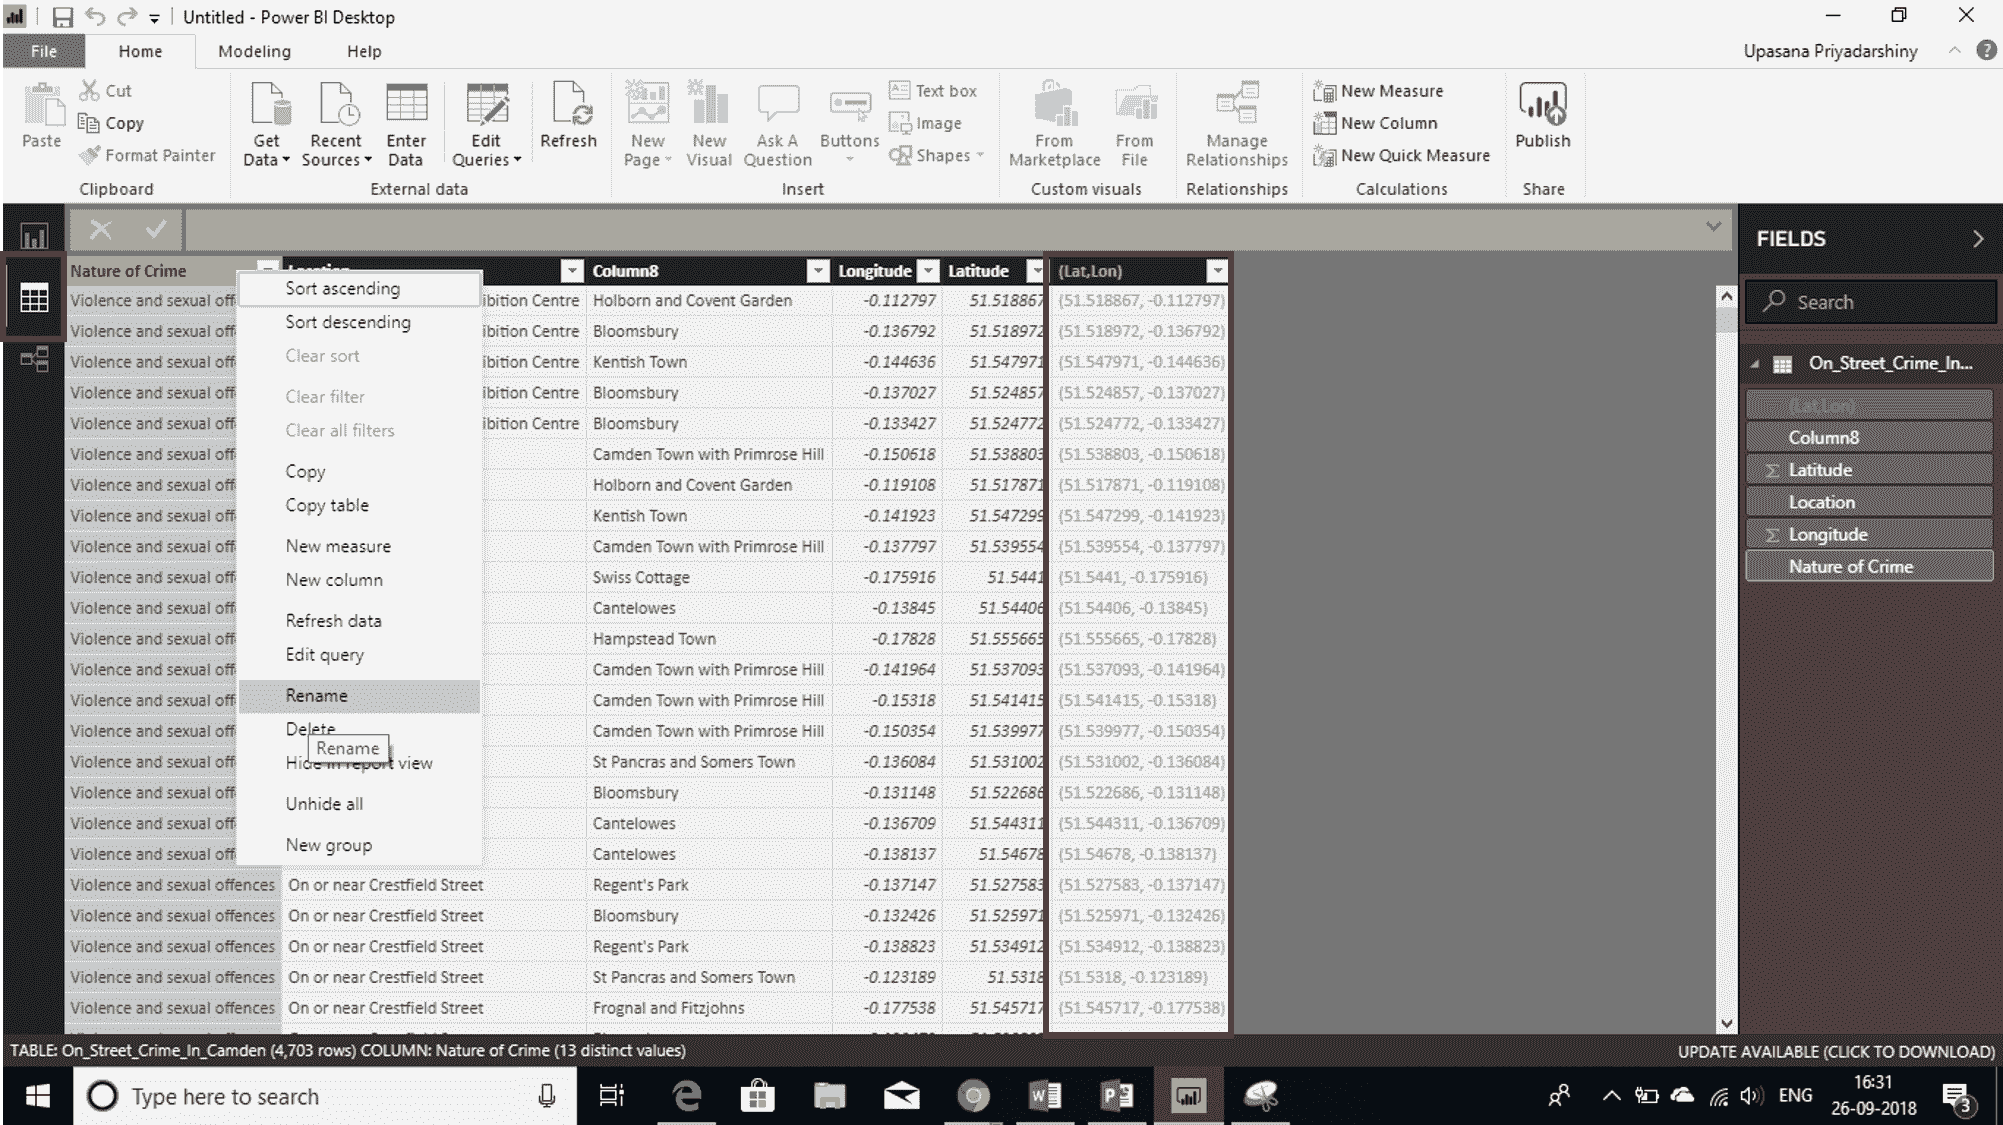 Untitled - Power BI Desktop
File Home Modeling Help Upasana Priyadarshiny
Paste
Cut
Copy
Format Painter
Clipboard
Get Data
Recent Sources
Enter Data
Edit Queries
Refresh
External data
New Page
New Visual
Ask A Question
Buttons
Text box
Image
Shapes
Insert
From Marketplace
From File
Custom visuals
Manage Relationships
Relationships
New Measure
New Column
New Quick Measure
Calculations
Publish
Share
Nature of Crime Column8 Longitude Latitude (Lat,Lon)
Violence and sexual off ibition Centre Holborn and Covent Garden -0.112797 51.518867 (51.518867, -0.112797)
Violence and sexual off ibition Centre Bloomsbury -0.136792 51.518972 (51.518972, -0.136792)
Violence and sexual off ibition Centre Kentish Town -0.144636 51.547971 (51.547971, -0.144636)
Violence and sexual off ibition Centre Bloomsbury -0.137027 51.524857 (51.524857, -0.137027)
Violence and sexual off ibition Centre Bloomsbury -0.133427 51.524772 (51.524772, -0.133427)
Violence and sexual off Camden Town with Primrose Hill -0.150618 51.538803 (51.538803, -0.150618)
Violence and sexual off Holborn and Covent Garden -0.119108 51.517871 (51.517871, -0.119108)
Violence and sexual off Kentish Town -0.141923 51.547299 (51.547299, -0.141923)
Violence and sexual off Camden Town with Primrose Hill -0.137797 51.539554 (51.539554, -0.137797)
Violence and sexual off Swiss Cottage -0.175916 51.5441 (51.5441, -0.175916)
Violence and sexual off Cantelowes -0.13845 51.54406 (51.54406, -0.13845)
Violence and sexual off Hampstead Town -0.17828 51.555665 (51.555665, -0.17828)
Violence and sexual off Camden Town with Primrose Hill -0.141964 51.537093 (51.537093, -0.141964)
Violence and sexual off Camden Town with Primrose Hill -0.15318 51.541415 (51.541415, -0.15318)
Violence and sexual off Camden Town with Primrose Hill -0.150354 51.539977 (51.539977, -0.150354)
Violence and sexual off St Pancras and Somers Town -0.136084 51.531002 (51.531002, -0.136084)
Violence and sexual off Bloomsbury -0.131148 51.522686 (51.522686, -0.131148)
Violence and sexual off Cantelowes -0.136709 51.544311 (51.544311, -0.136709)
Violence and sexual off Cantelowes -0.138137 51.54678 (51.54678, -0.138137)
Violence and sexual offences On or near Crestfield Street Regent's Park -0.137147 51.527583 (51.527583, -0.137147)
Violence and sexual offences On or near Crestfield Street Bloomsbury -0.132426 51.525971 (51.525971, -0.132426)
Violence and sexual offences On or near Crestfield Street Regent's Park -0.138823 51.534912 (51.534912, -0.138823)
Violence and sexual offences On or near Crestfield Street St Pancras and Somers Town -0.123189 51.5318 (51.5318, -0.123189)
Violence and sexual offences On or near Crestfield Street Frognal and Fitzjohns -0.177538 51.545717 (51.545717, -0.177538)
Sort ascending
Sort descending
Clear sort
Clear filter
Clear all filters
Copy
Copy table
New measure
New column
Refresh data
Edit query
Rename
Delete
Rename
Hide in report view
Unhide all
New group
FIELDS
Search
On_Street_Crime_In...
(Lat,Lon)
Column8
Latitude
Location
Longitude
Nature of Crime
TABLE: On_Street_Crime_In_Camden (4,703 rows) COLUMN: Nature of Crime (13 distinct values) UPDATE AVAILABLE (CLICK TO DOWNLOAD)
Type here to search
ENG
16:31
26-09-2018
3